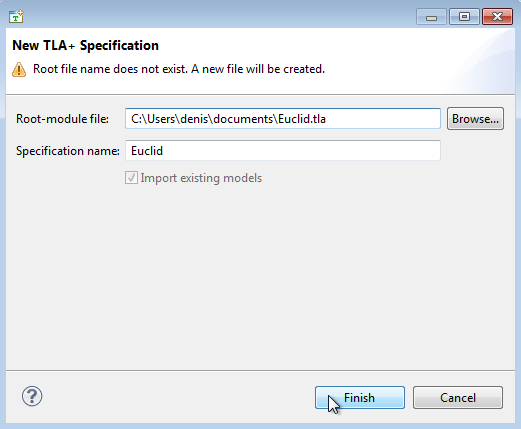 New TLA+ Specification
Root file name does not exist. A new file will be created.
Root-module file: C:\Users\denis\documents\Euclid.tla Browse...
Specification name: Euclid
Import existing models
? Finish Cancel